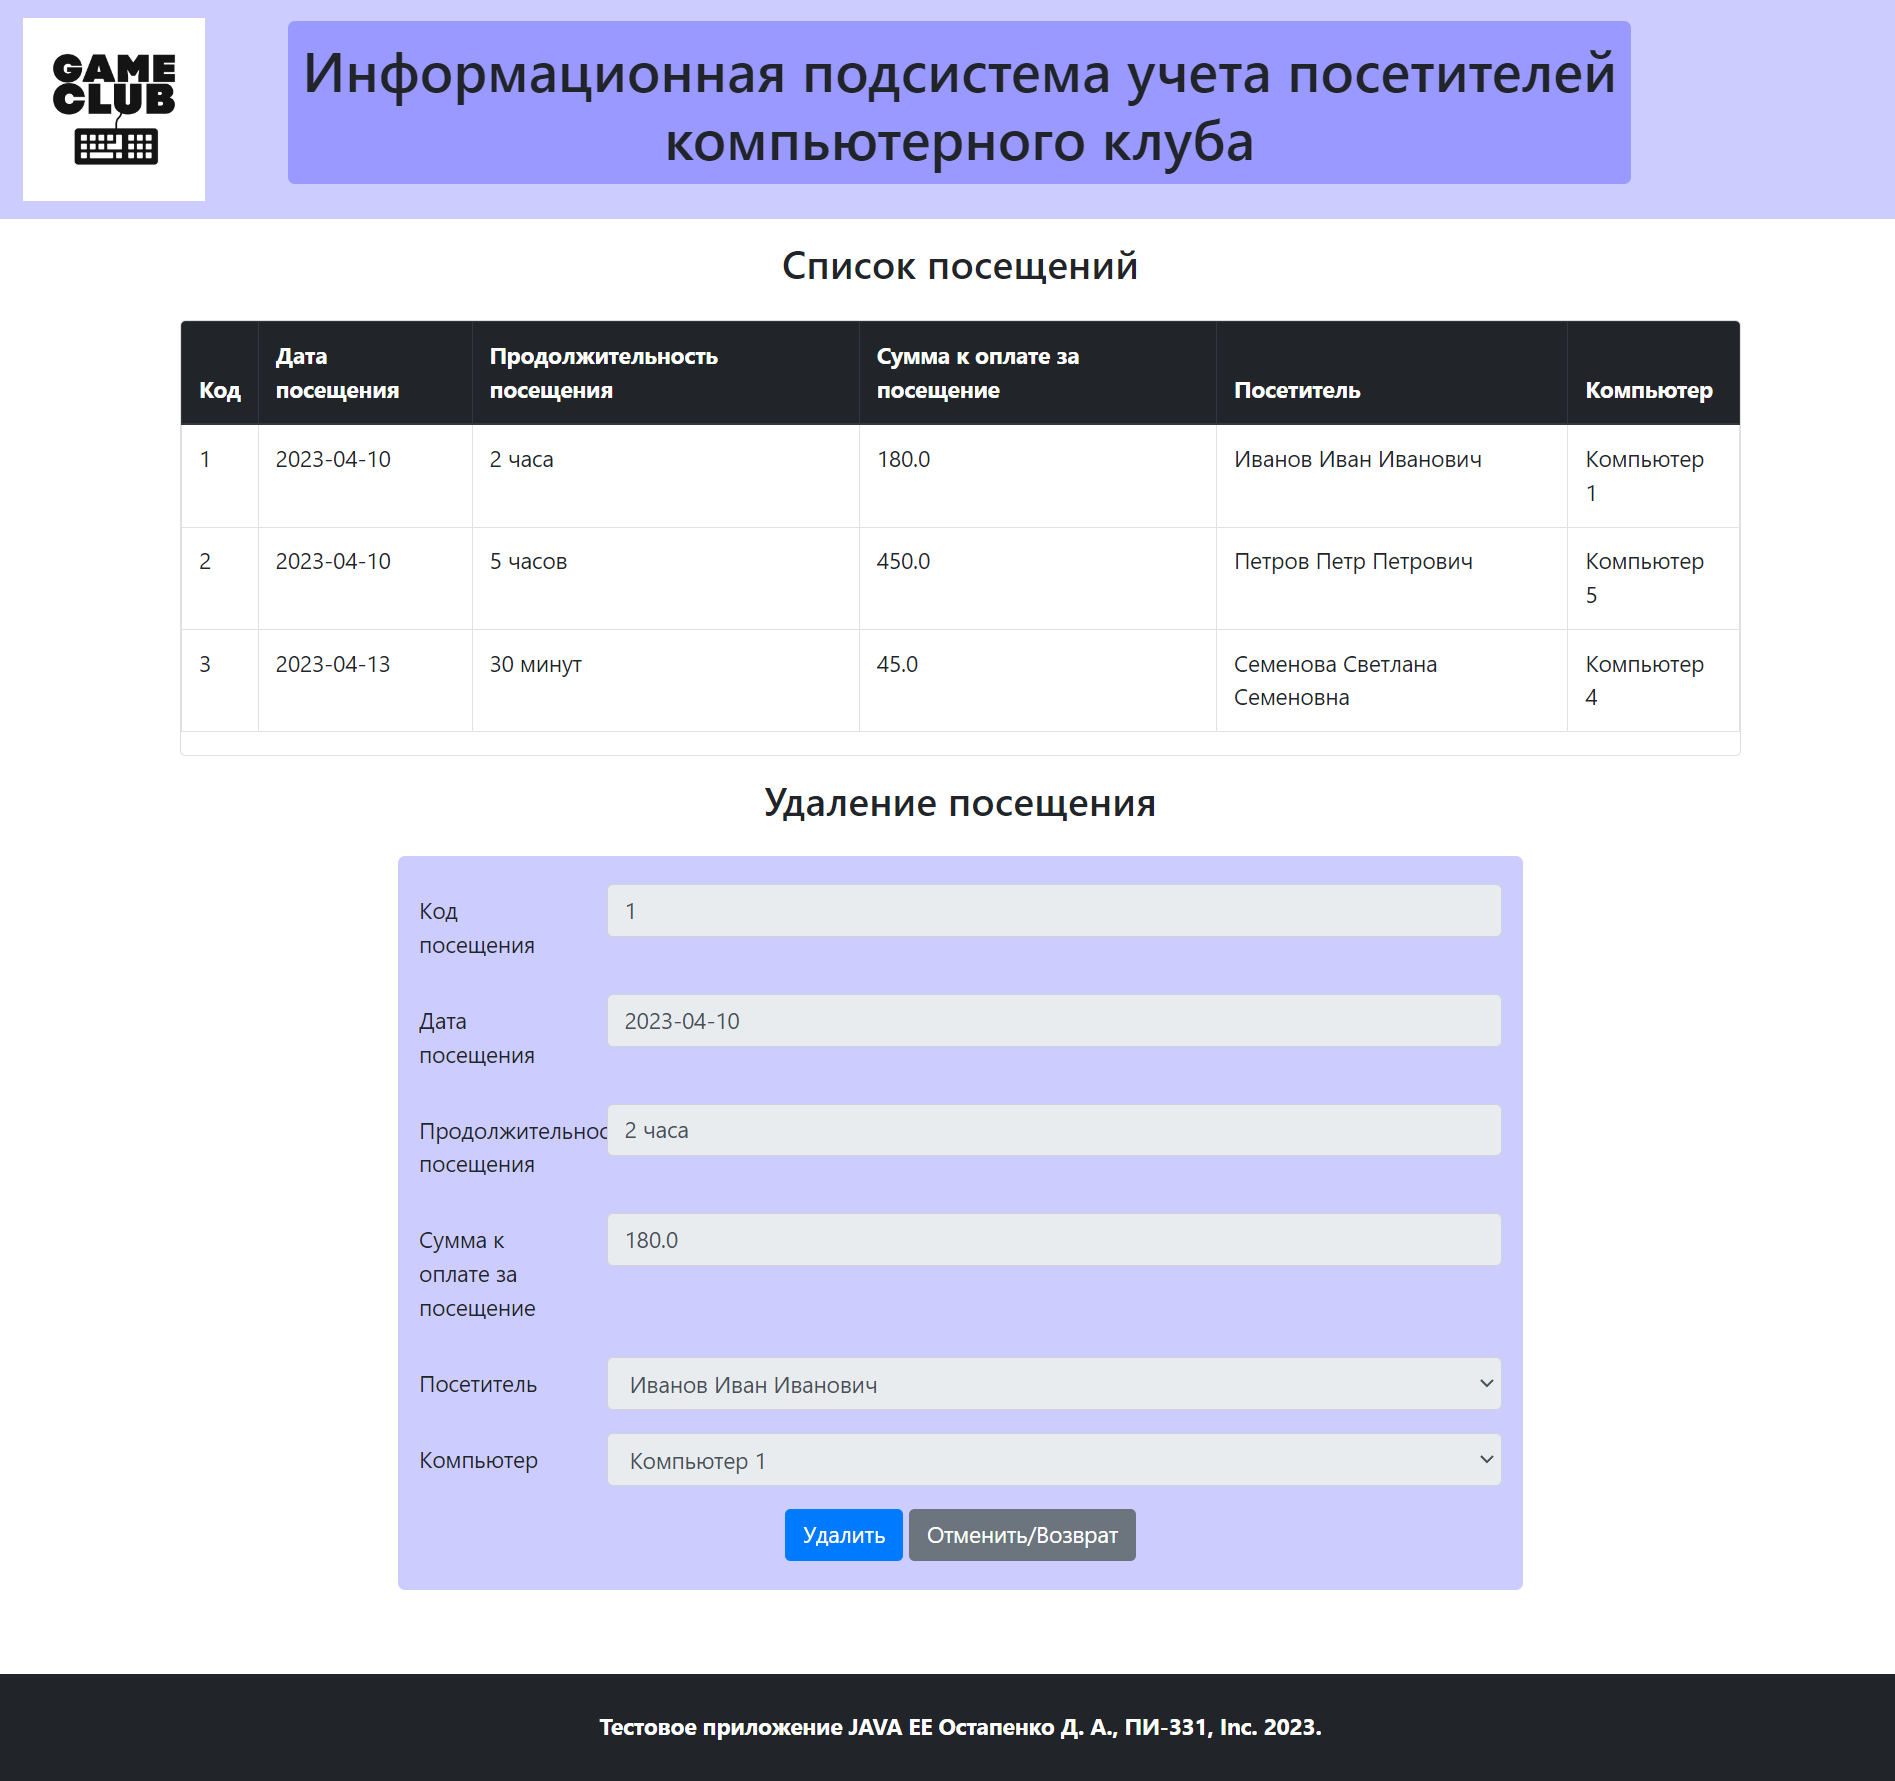 GAME
CLUB
Информационная подсистема учета посетителей
компьютерного клуба
Список посещений
Код
Дата посещения
Продолжительность посещения
Сумма к оплате за посещение
Посетитель
Компьютер
1
2023-04-10
2 часа
180.0
Иванов Иван Иванович
Компьютер
1
2
2023-04-10
5 часов
450.0
Петров Петр Петрович
Компьютер
5
3
2023-04-13
30 минут
45.0
Семенова Светлана
Семеновна
Компьютер
4
Удаление посещения
Код
посещения
1
Дата
посещения
2023-04-10
Продолжительнос
посещения
2 часа
Сумма к
оплате за
посещение
180.0
Посетитель
Иванов Иван Иванович
Компьютер
Компьютер 1
Удалить
Отменить/Возврат
Тестовое приложение JAVA EE Остапенко Д. А., ПИ-331, Inc. 2023.